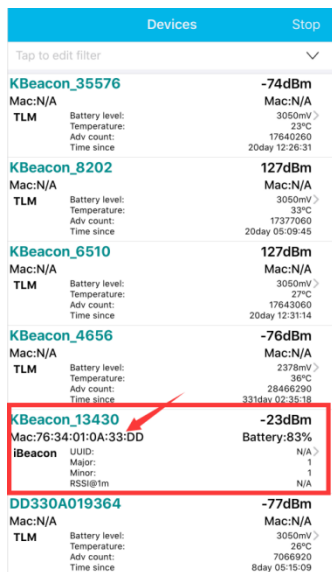 Devices Stop
Tap to edit filter
KBeacon_35576 -74dBm
Mac:N/A Mac:N/A
TLM Battery level: 3050mV
Temperature: 23°C
Adv count: 17640260
Time since 20day 12:26:31
KBeacon_8202 127dBm
Mac:N/A Mac:N/A
TLM Battery level: 3050mV
Temperature: 33°C
Adv count: 17377060
Time since 20day 05:09:45
KBeacon_6510 127dBm
Mac:N/A Mac:N/A
TLM Battery level: 3050mV
Temperature: 27°C
Adv count: 17643060
Time since 20day 12:31:14
KBeacon_4656 -76dBm
Mac:N/A Mac:N/A
TLM Battery level: 2378mV
Temperature: 36°C
Adv count: 28466290
Time since 331day 02:35:18
KBeacon_13430 -23dBm
Mac:76:34:01:0A:33:DD Battery:83%
iBeacon UUID: N/A
Major: 1
Minor: 1
RSSI@1m N/A
DD330A019364 -77dBm
Mac:N/A Mac:N/A
TLM Battery level: 3050mV
Temperature: 26°C
Adv count: 7066920
Time since 8day 05:15:09